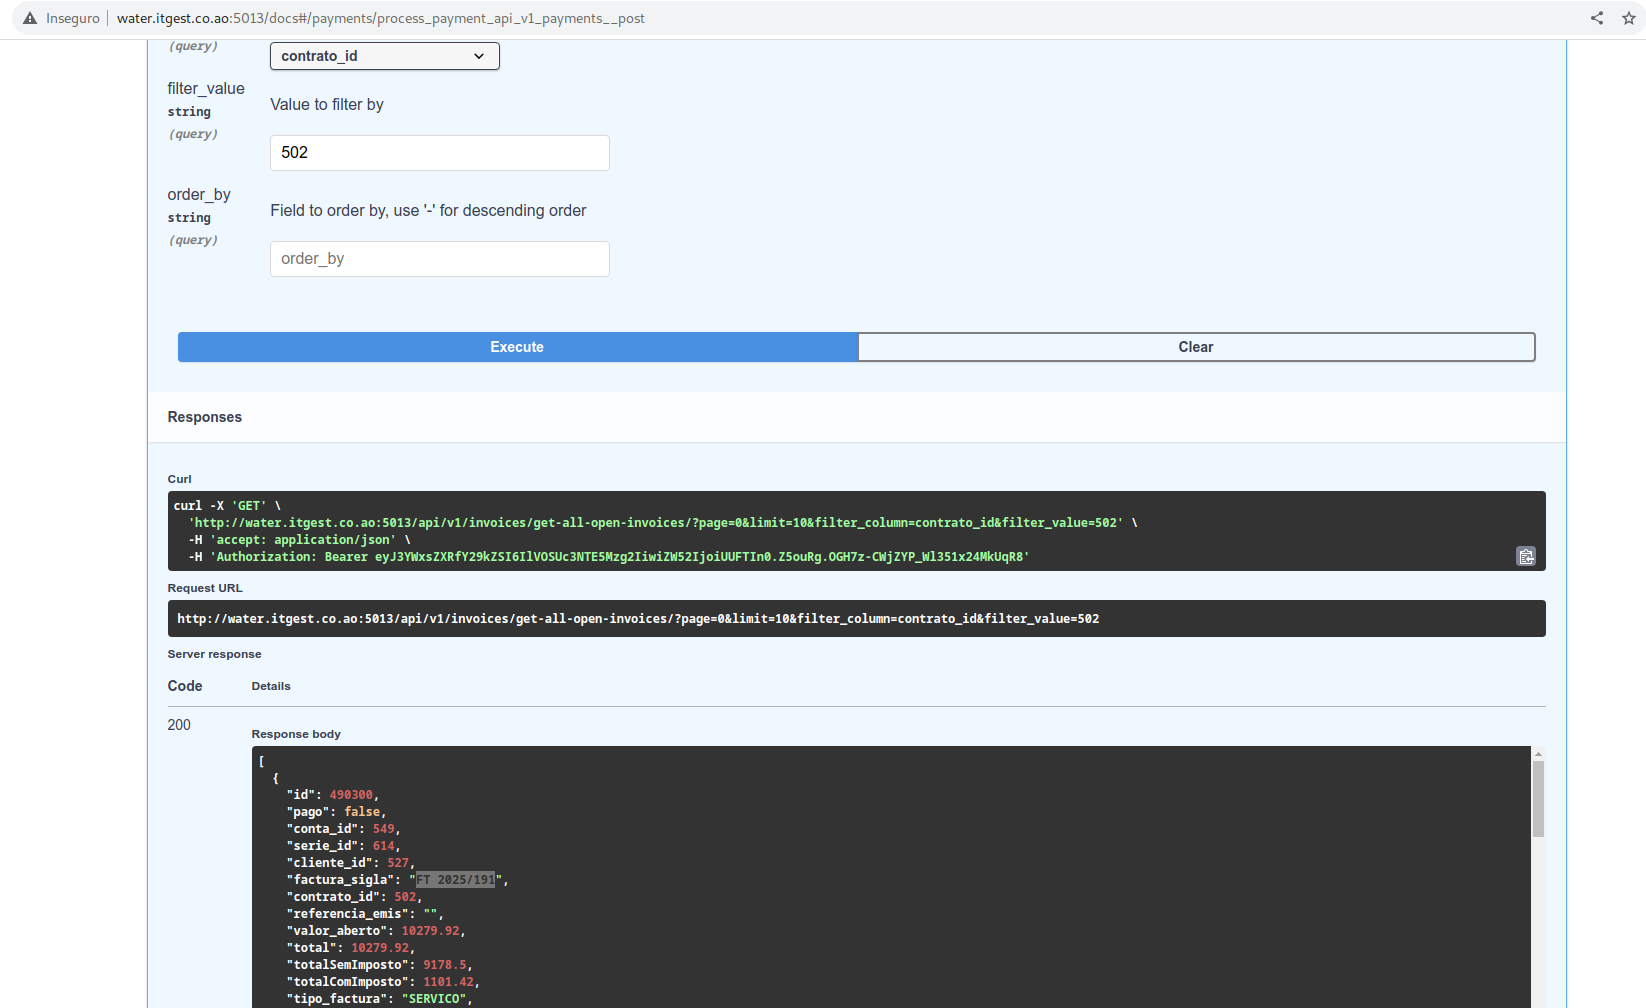 Inseguro water.itgest.co.ao:5013/docs#/payments/process_payment_api_v1_payments__post
(query)
contrato_id
filter_value
string
(query)
Value to filter by
502
order_by
string
(query)
Field to order by, use '-' for descending order
order_by
Execute
Clear
Responses
Curl
curl -X 'GET' \
'http://water.itgest.co.ao:5013/api/v1/invoices/get-all-open-invoices/?page=0&limit=10&filter_column=contrato_id&filter_value=502' \
-H 'accept: application/json' \
-H 'Authorization: Bearer eyJ3YWxsZXRfY29kZSI6IlVOSUc3NTE5Mzg2IiwiZW52IjoiUUFTIn0.Z5ouRg.OGH7z-CWjZYP_Wl351x24MkUqR8'
Request URL
http://water.itgest.co.ao:5013/api/v1/invoices/get-all-open-invoices/?page=0&limit=10&filter_column=contrato_id&filter_value=502
Server response
Code Details
200
Response body
[
{
"id": 490300,
"pago": false,
"conta_id": 549,
"serie_id": 614,
"cliente_id": 527,
"factura_sigla": "FT 2025/191",
"contrato_id": 502,
"referencia_emis": "",
"valor_aberto": 10279.92,
"total": 10279.92,
"totalSemImposto": 9178.5,
"totalComImposto": 1101.42,
"tipo_factura": "SERVICO",